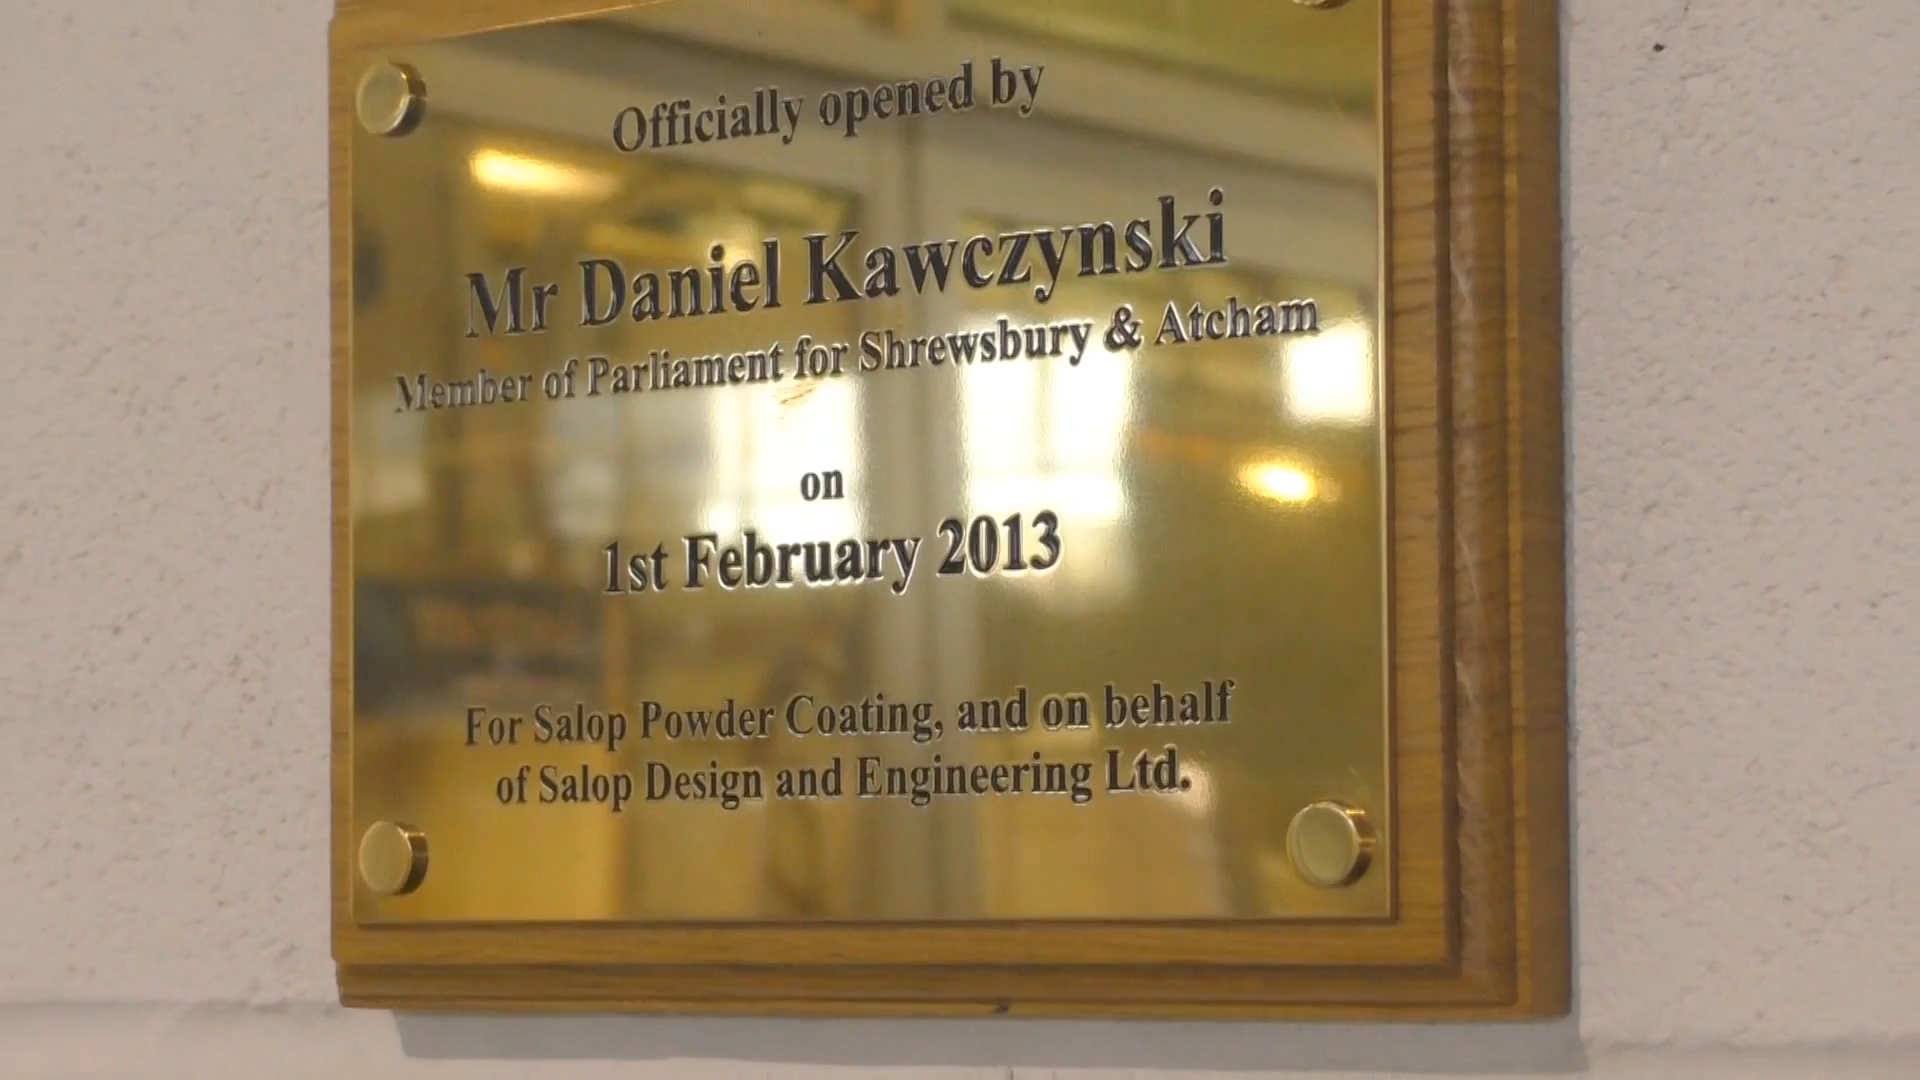 Officially opened by
Mr Daniel Kawczynski
Member of Parliament for Shrewsbury & Atcham
on
1st February 2013
For Salop Powder Coating, and on behalf
of Salop Design and Engineering Ltd.